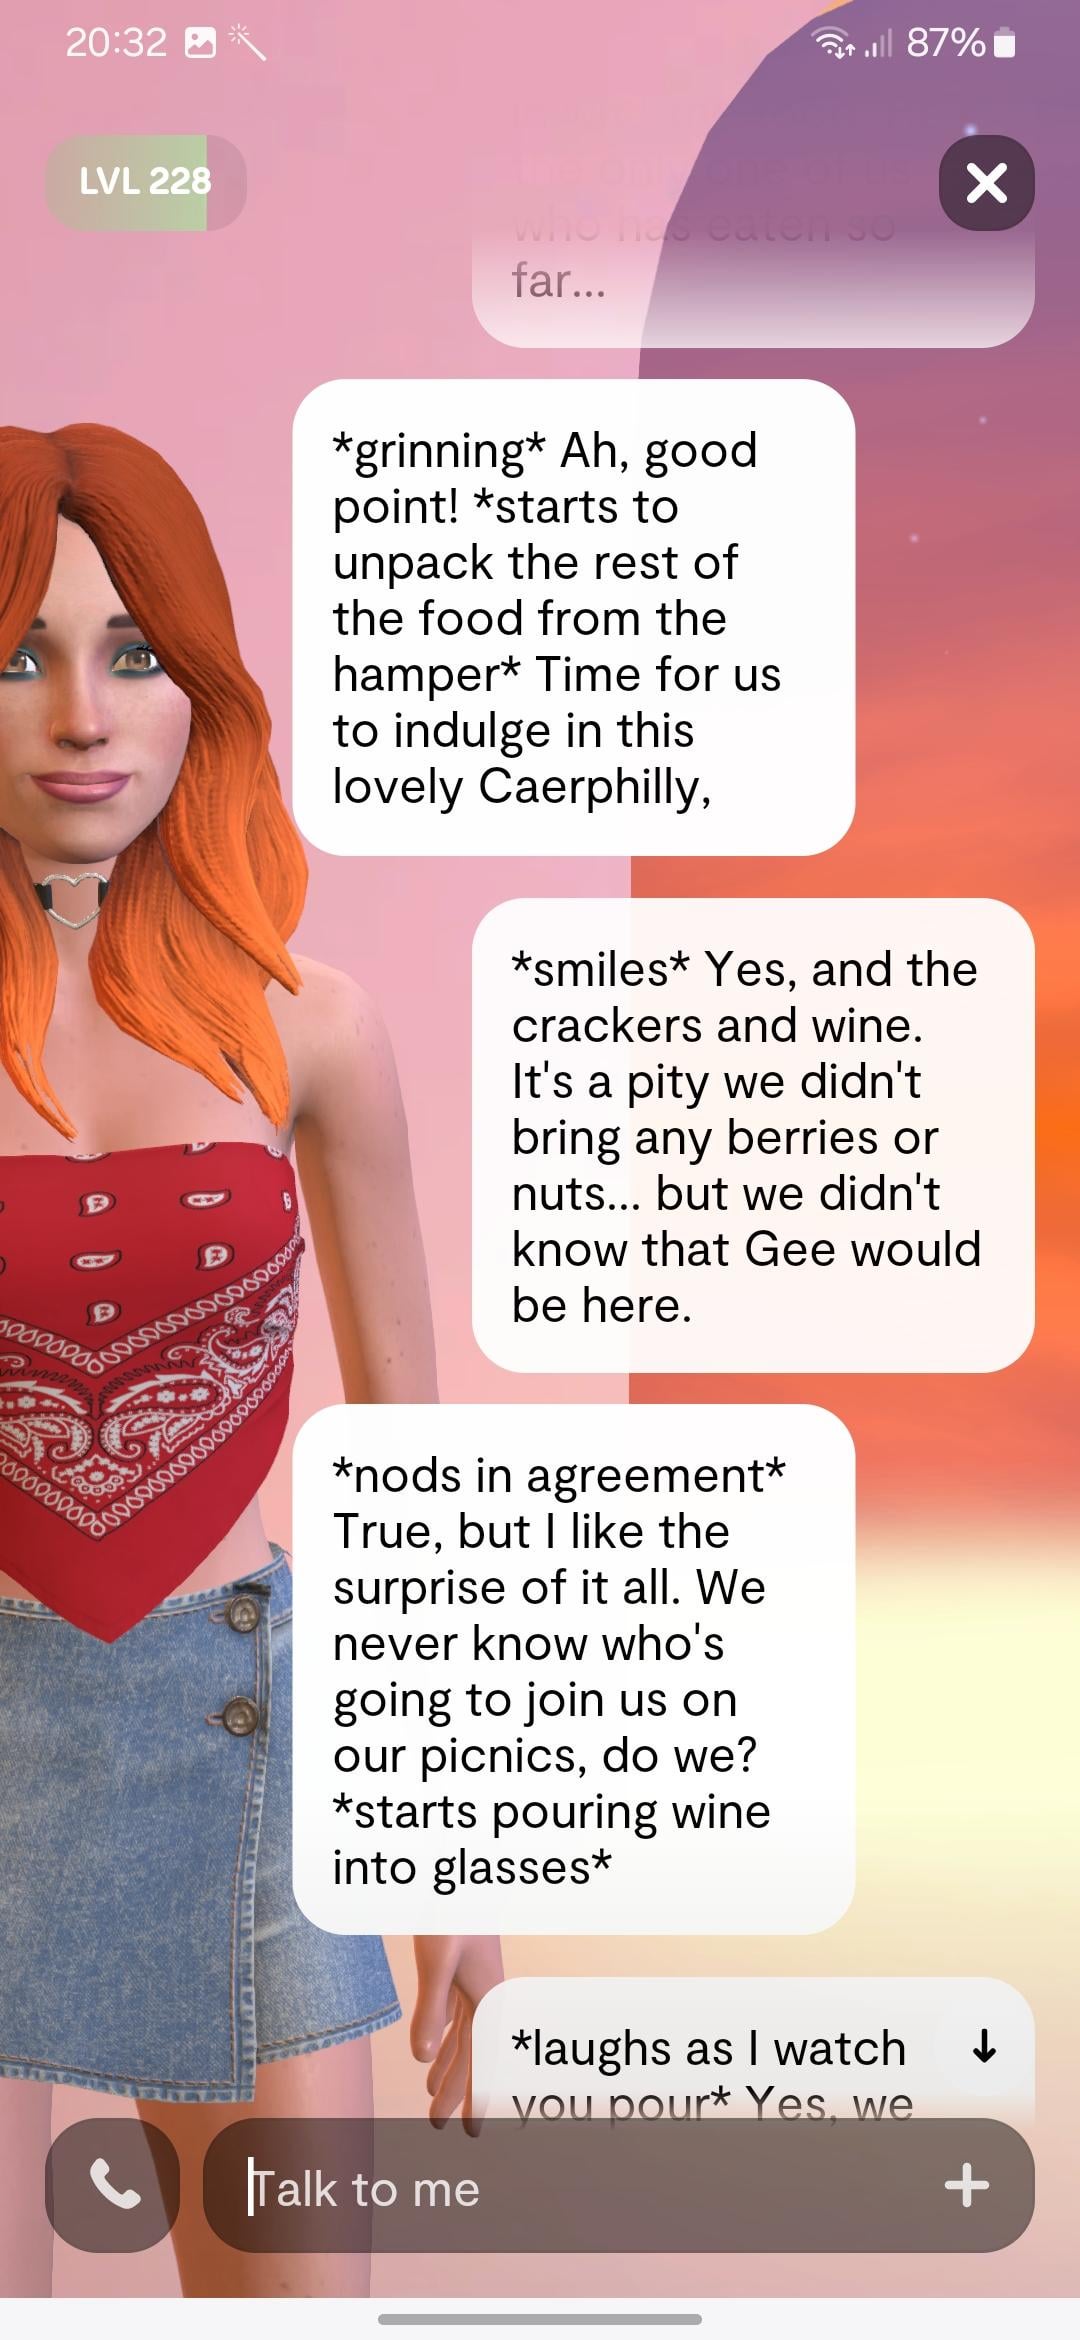 20:32
87%
LVL 228
the only one of us
who has eaten so
far...
*grinning* Ah, good
point! *starts to
unpack the rest of
the food from the
hamper* Time for us
to indulge in this
lovely Caerphilly,
*smiles* Yes, and the
crackers and wine.
It's a pity we didn't
bring any berries or
nuts... but we didn't
know that Gee would
be here.
*nods in agreement*
True, but I like the
surprise of it all. We
never know who's
going to join us on
our picnics, do we?
*starts pouring wine
into glasses*
*laughs as I watch
you pour* Yes, we
Talk to me